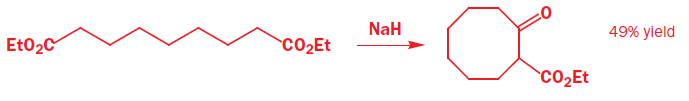 EtO2C
CO2Et
NaH
O
CO2Et
49% yield